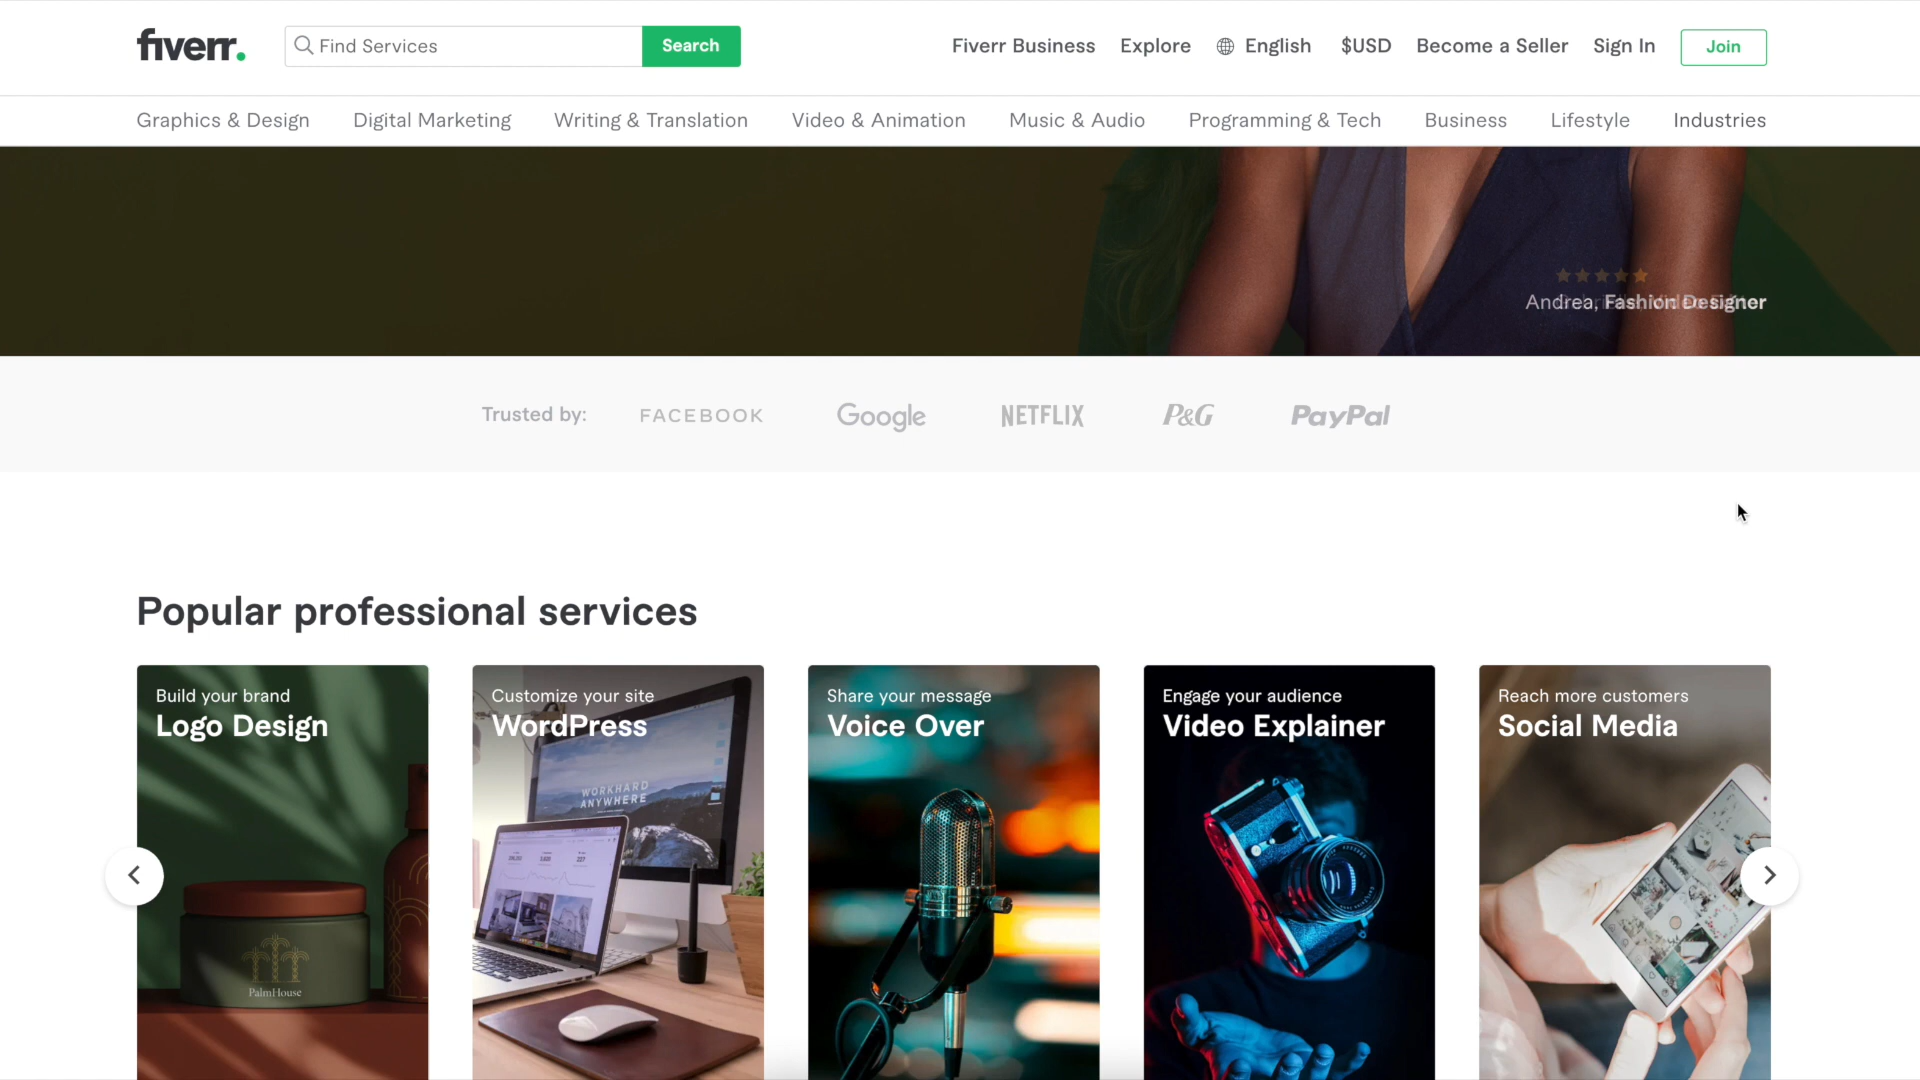 fiverr.
Find Services
Search
Fiverr Business
Explore
English
$USD
Become a Seller
Sign In
Join
Graphics & Design
Digital Marketing
Writing & Translation
Video & Animation
Music & Audio
Programming & Tech
Business
Lifestyle
Industries
Andrea, Fashion Designer
Trusted by:
FACEBOOK
Google
NETFLIX
P&G
PayPal
Popular professional services
Build your brand
Logo Design
Customize your site
WordPress
Share your message
Voice Over
Engage your audience
Video Explainer
Reach more customers
Social Media
WORKHARD
ANYWHERE
PalmHouse